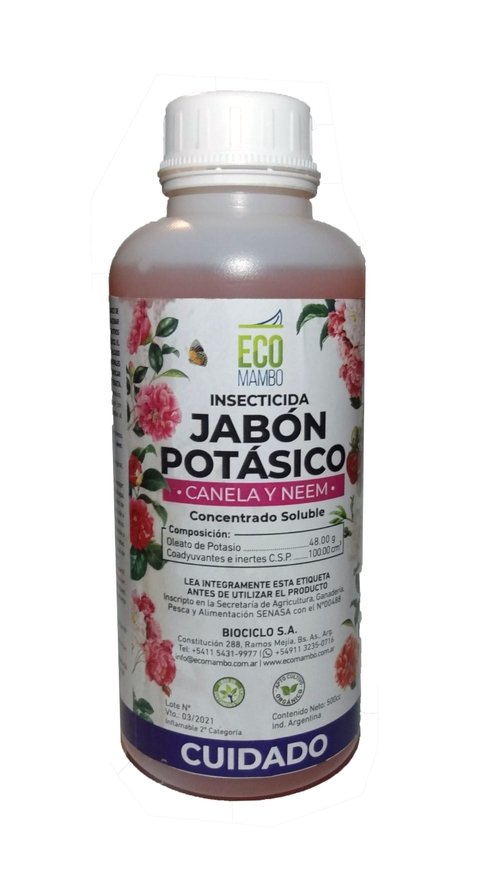 ECO
MAMBO
INSECTICIDA
JABÓN
POTÁSICO
• CANELA Y NEEM •
Concentrado Soluble
Composición:
Oleato de Potasio ........................ 48.00 g
Coadyuvantes e inertes C.S.P. ...... 100.00 cm³
LEA INTEGRAMENTE ESTA ETIQUETA
ANTES DE UTILIZAR EL PRODUCTO
Inscripto en la Secretaría de Agricultura, Ganadería,
Pesca y Alimentación SENASA con el N°00488
BIOCICLO S.A.
Constitución 288, Ramos Mejía, Bs. As., Arg.
Tel: +5411 5431-9977 | +54911 3235-0716
info@ecomambo.com.ar | www.ecomambo.com.ar
APTO CULTIVO
ORGÁNICO
Lote N°
Vto.: 03/2021
Inflamable 2ª Categoría
Contenido Neto: 500cc
ind. Argentina
CUIDADO